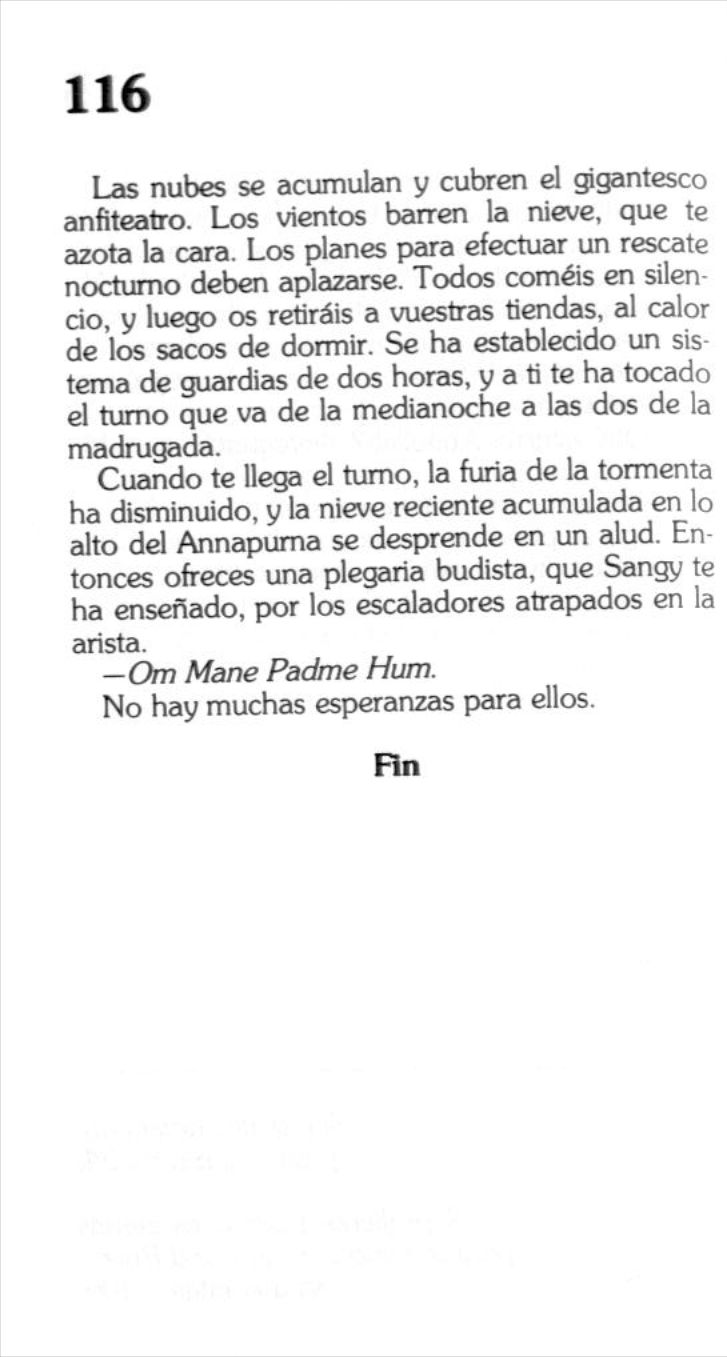 116
Las nubes se acumulan y cubren el gigantesco
anfiteatro. Los vientos barren la nieve, que te
azota la cara. Los planes para efectuar un rescate
nocturno deben aplazarse. Todos coméis en silen-
cio, y luego os retiráis a vuestras tiendas, al calor
de los sacos de dormir. Se ha establecido un sis-
tema de guardias de dos horas, y a ti te ha tocado
el turno que va de la medianoche a las dos de la
madrugada.
Cuando te llega el turno, la furia de la tormenta
ha disminuido, y la nieve reciente acumulada en lo
alto del Annapurna se desprende en un alud. En-
tonces ofreces una plegaria budista, que Sangy te
ha enseñado, por los escaladores atrapados en la
arista.
—Om Mane Padme Hum.
No hay muchas esperanzas para ellos.
Fin